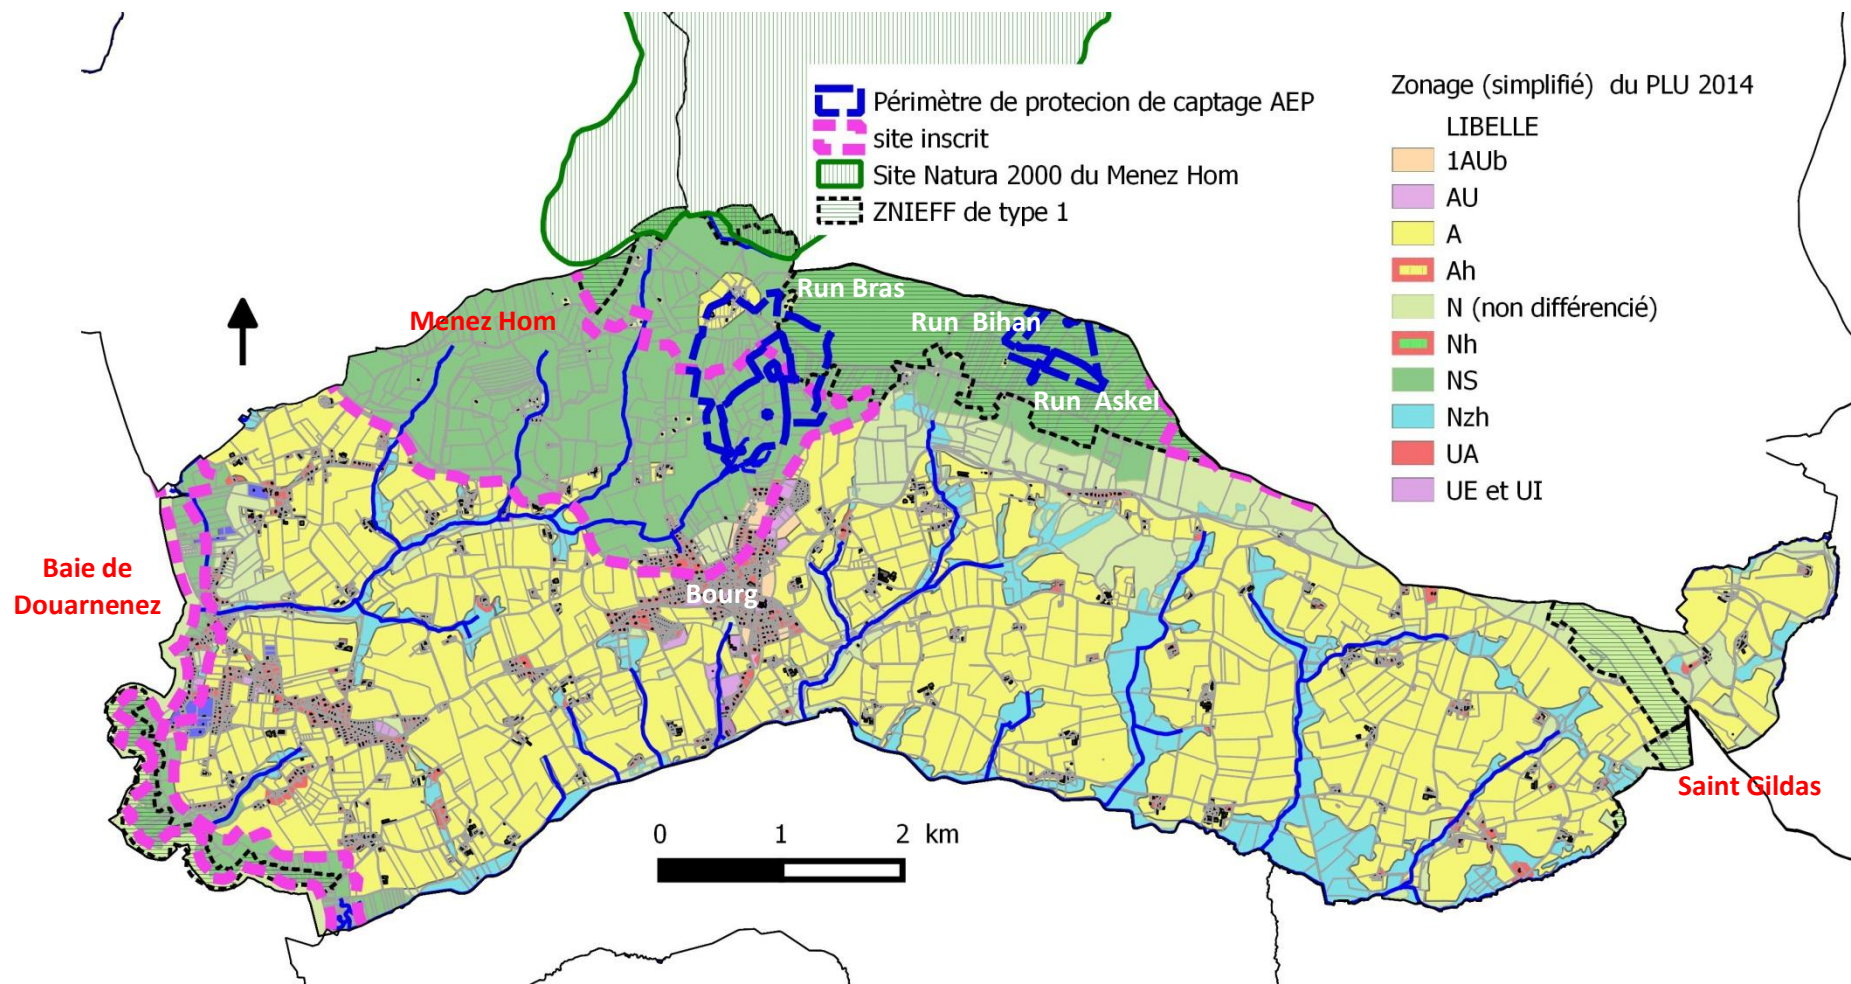 Périmètre de protecion de captage AEP
site inscrit
Site Natura 2000 du Menez Hom
ZNIEFF de type 1
Zonage (simplifié) du PLU 2014
LIBELLE
1AUb
AU
A
Ah
N (non différencié)
Nh
NS
Nzh
UA
UE et UI
Run Bras
Menez Hom
Run Bihan
Run Askel
Baie de
Douarnenez
Bourg
Saint Gildas
0 1 2 km